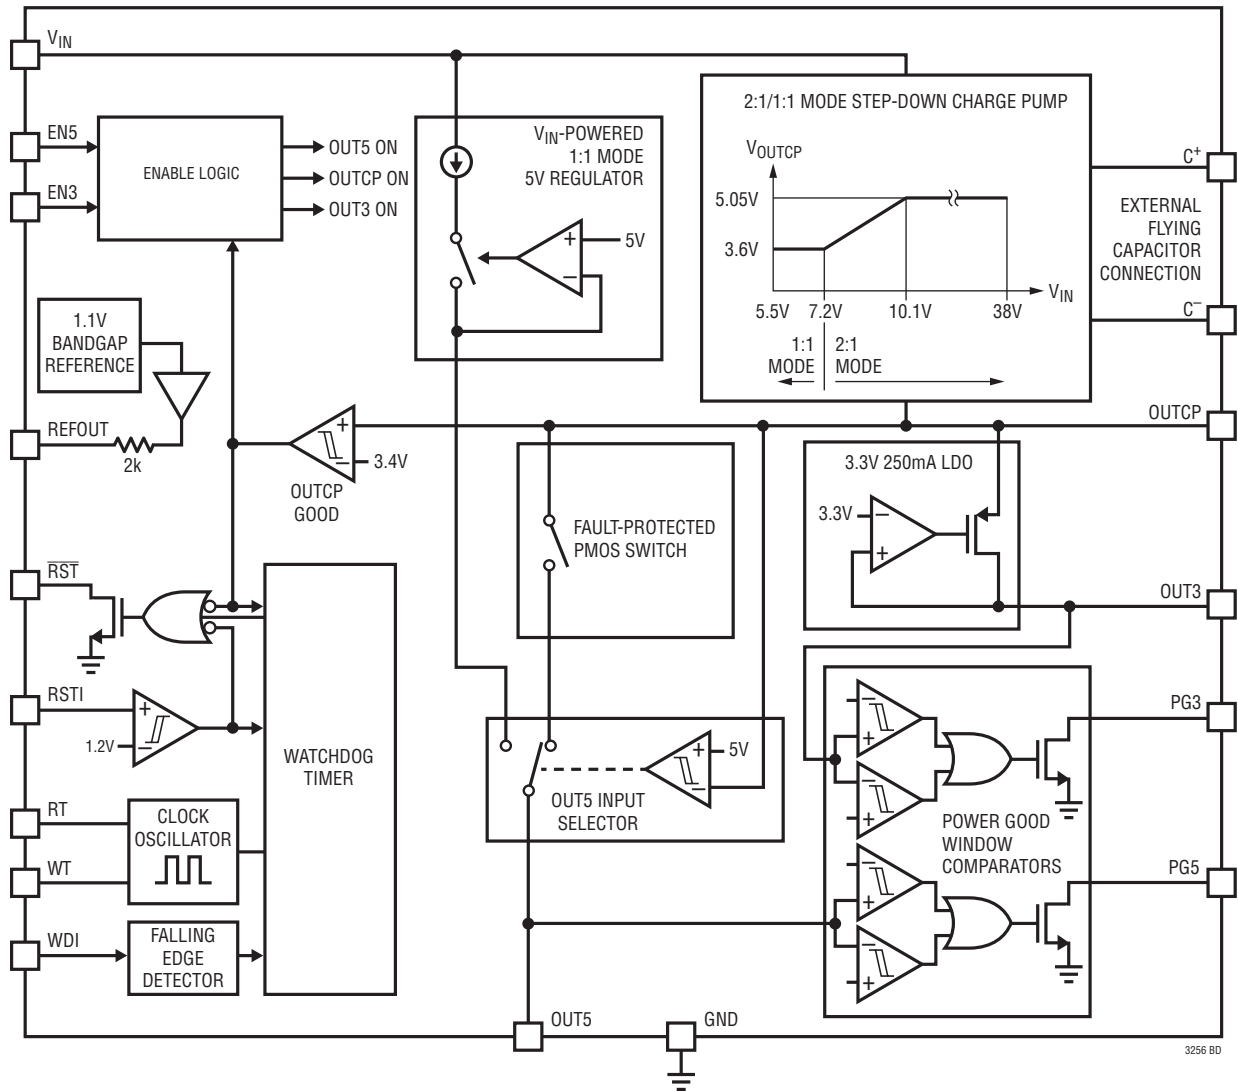 VIN
EN5
EN3
ENABLE LOGIC
OUT5 ON
OUTCP ON
OUT3 ON
VIN-POWERED
1:1 MODE
5V REGULATOR
+
5V
–
2:1/1:1 MODE STEP-DOWN CHARGE PUMP
VOUTCP
5.05V
3.6V
VIN
5.5V
7.2V
10.1V
38V
1:1
MODE
2:1
MODE
C+
EXTERNAL
FLYING
CAPACITOR
CONNECTION
C–
1.1V
BANDGAP
REFERENCE
REFOUT
2k
+
–
3.4V
OUTCP
GOOD
OUTCP
FAULT-PROTECTED
PMOS SWITCH
3.3V 250mA LDO
3.3V
–
+
OUT3
RST
RSTI
+
1.2V
–
WATCHDOG
TIMER
RT
WT
CLOCK
OSCILLATOR
WDI
FALLING
EDGE
DETECTOR
+
5V
–
OUT5 INPUT
SELECTOR
–
+
–
+
PG3
POWER GOOD
WINDOW
COMPARATORS
–
+
–
+
PG5
OUT5
GND
3256 BD